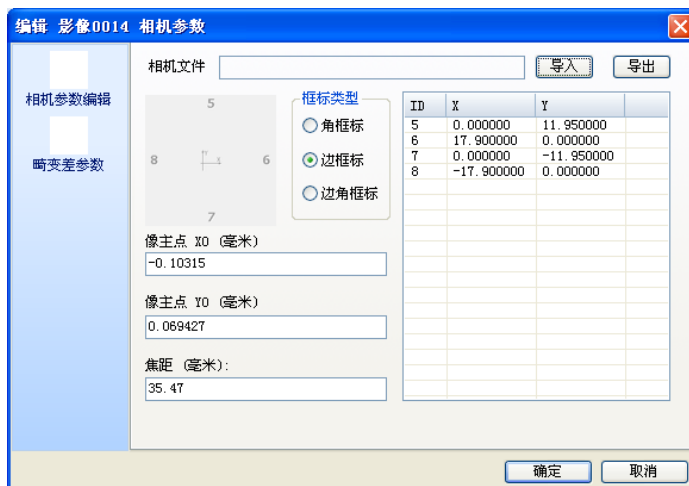 编辑 影像0014 相机参数
相机参数编辑
畸变差参数
相机文件
导入
导出
5
8
Y
x
6
7
框标类型
角框标
边框标
边角框标
ID X Y
5 0.000000 11.950000
6 17.900000 0.000000
7 0.000000 -11.950000
8 -17.900000 0.000000
像主点 X0 (毫米)
-0.10315
像主点 Y0 (毫米)
0.069427
焦距 (毫米):
35.47
确定
取消